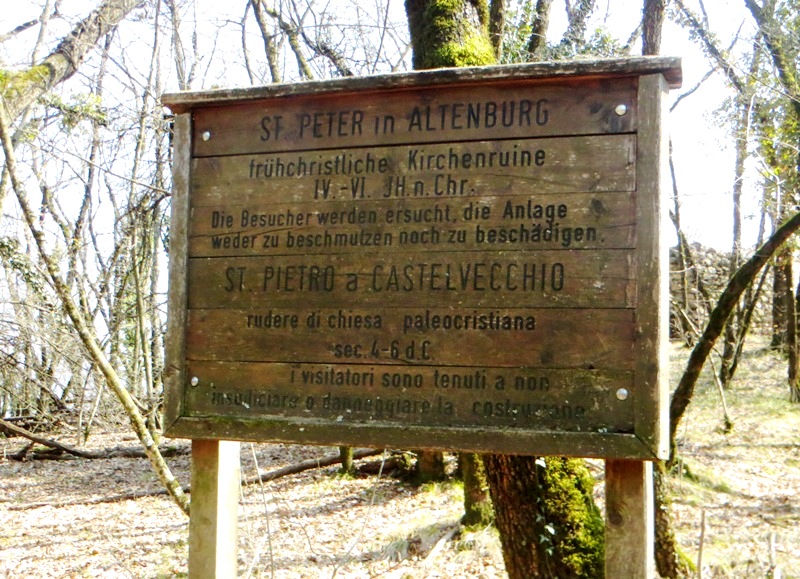 ST. PETER in ALTENBURG
frühchristliche Kirchenruine
IV.-VI. JH. n. Chr.
Die Besucher werden ersucht, die Anlage
weder zu beschmutzen noch zu beschädigen.
ST. PIETRO a CASTELVECCHIO
rudere di chiesa paleocristiana
sec. 4-6 d.C.
i visitatori sono tenuti a non
insudiciare o danneggiare la costruzione